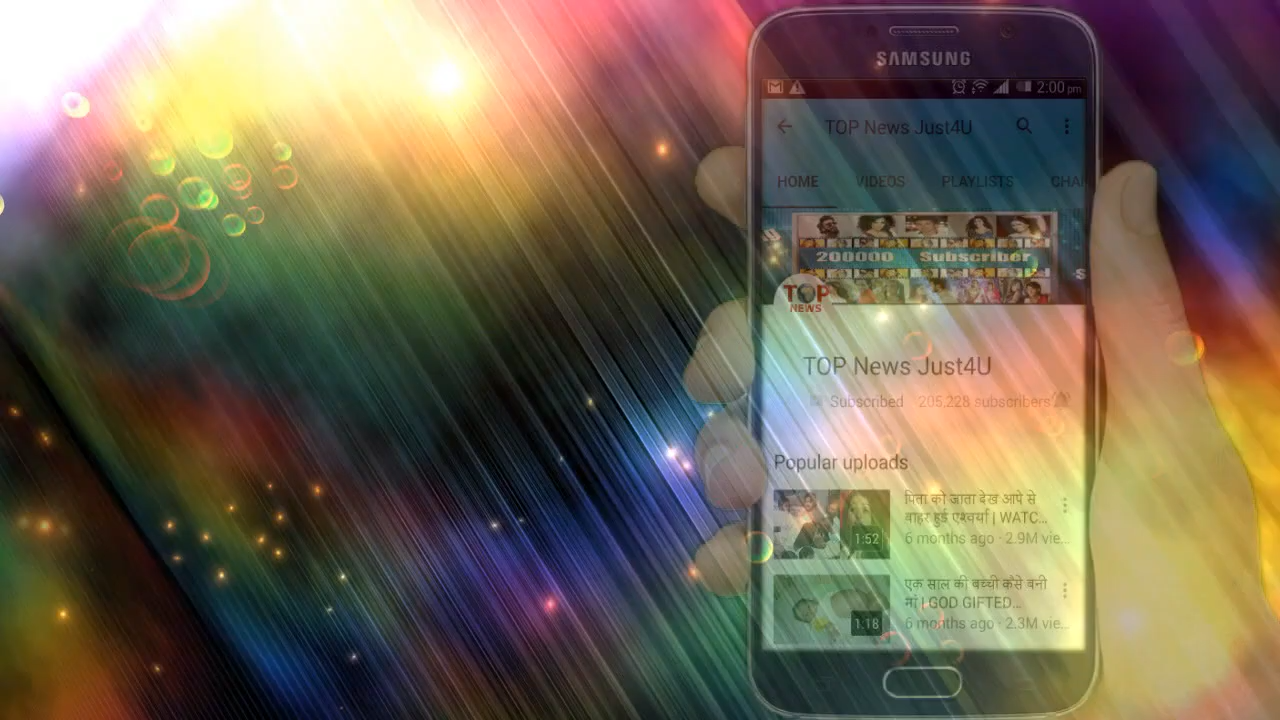 SAMSUNG
2:00 pm
TOP News Just4U
HOME VIDEOS PLAYLISTS CHA
200000 Subscriber
S
TOP
NEWS
TOP News Just4U
Subscribed 205,228 subscribers
Popular uploads
पिता को जाता देख आपे से
बाहर हुई एश्वर्या | WATC...
6 months ago · 2.9M vie...
1:52
एक साल की बच्ची कैसे बनी
मां | GOD GIFTED...
6 months ago · 2.3M vie...
1:18